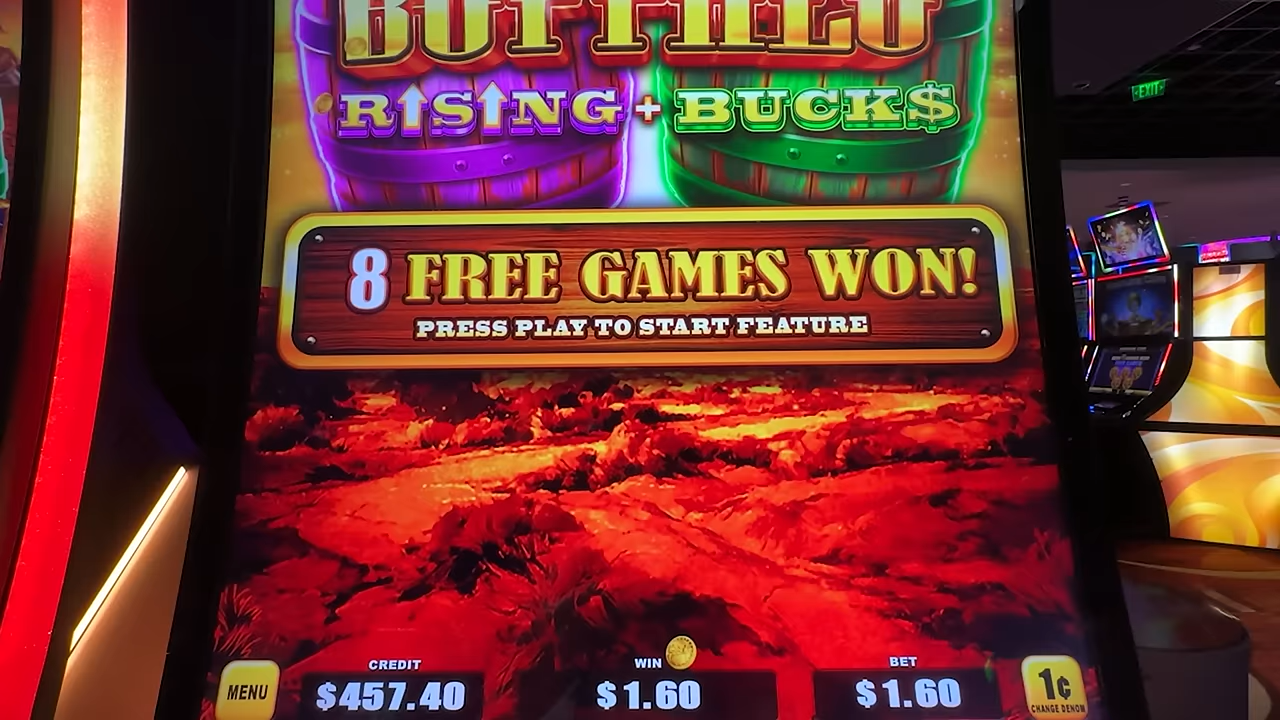 BUFFALO
RISING + BUCK$
8 FREE GAMES WON!
PRESS PLAY TO START FEATURE
CREDIT WIN BET
MENU $457.40 $1.60 $1.60 1¢
CHANGE DENOM
EXIT